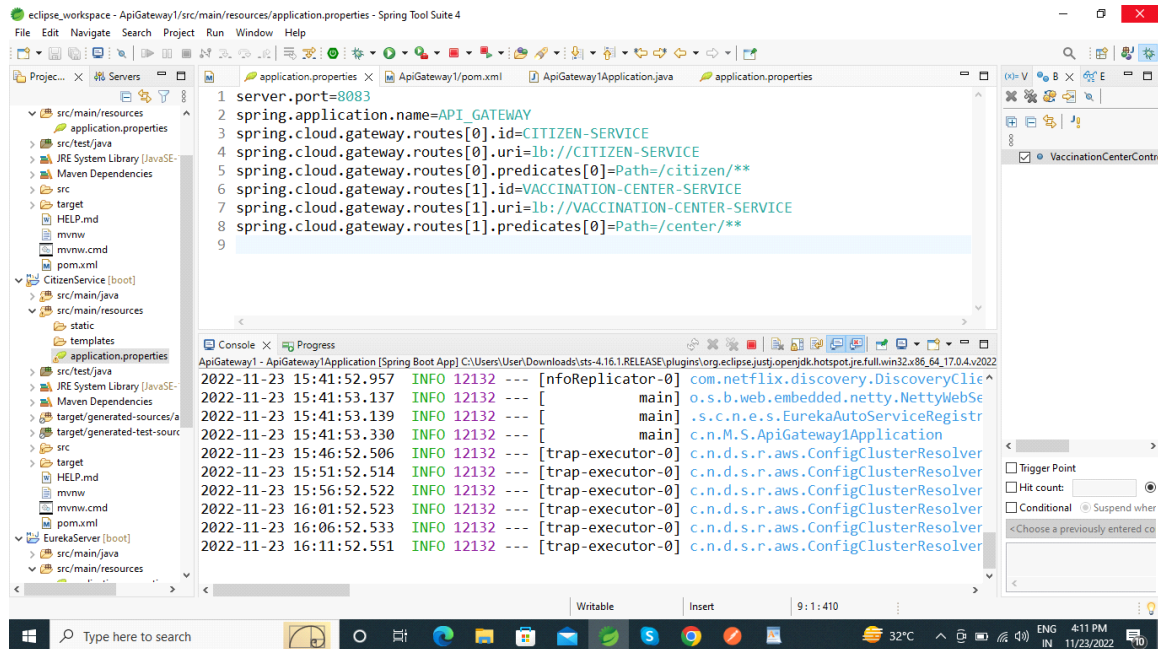 eclipse_workspace - ApiGateway1/src/main/resources/application.properties - Spring Tool Suite 4
File Edit Navigate Search Project Run Window Help
Projec... Servers
application.properties ApiGateway1/pom.xml ApiGateway1Application.java application.properties
(x)= V B E
src/main/resources
application.properties
src/test/java
JRE System Library [JavaSE-
Maven Dependencies
src
target
HELP.md
mvnw
mvnw.cmd
pom.xml
CitizenService [boot]
src/main/java
src/main/resources
static
templates
application.properties
src/test/java
JRE System Library [JavaSE-
Maven Dependencies
target/generated-sources/a
target/generated-test-sourc
src
target
HELP.md
mvnw
mvnw.cmd
pom.xml
EurekaServer [boot]
src/main/java
src/main/resources
1 server.port=8083
2 spring.application.name=API_GATEWAY
3 spring.cloud.gateway.routes[0].id=CITIZEN-SERVICE
4 spring.cloud.gateway.routes[0].uri=lb://CITIZEN-SERVICE
5 spring.cloud.gateway.routes[0].predicates[0]=Path=/citizen/**
6 spring.cloud.gateway.routes[1].id=VACCINATION-CENTER-SERVICE
7 spring.cloud.gateway.routes[1].uri=lb://VACCINATION-CENTER-SERVICE
8 spring.cloud.gateway.routes[1].predicates[0]=Path=/center/**
9
Console Progress
ApiGateway1 - ApiGateway1Application [Spring Boot App] C:\Users\User\Downloads\sts-4.16.1.RELEASE\plugins\org.eclipse.justj.openjdk.hotspot.jre.full.win32.x86_64_17.0.4.v2022
2022-11-23 15:41:52.957 INFO 12132 --- [nfoReplicator-0] com.netflix.discovery.DiscoveryClie
2022-11-23 15:41:53.137 INFO 12132 --- [ main] o.s.b.web.embedded.netty.NettyWebSe
2022-11-23 15:41:53.139 INFO 12132 --- [ main] .s.c.n.e.s.EurekaAutoServiceRegistr
2022-11-23 15:41:53.330 INFO 12132 --- [ main] c.n.M.S.ApiGateway1Application
2022-11-23 15:46:52.506 INFO 12132 --- [trap-executor-0] c.n.d.s.r.aws.ConfigClusterResolver
2022-11-23 15:51:52.514 INFO 12132 --- [trap-executor-0] c.n.d.s.r.aws.ConfigClusterResolver
2022-11-23 15:56:52.522 INFO 12132 --- [trap-executor-0] c.n.d.s.r.aws.ConfigClusterResolver
2022-11-23 16:01:52.523 INFO 12132 --- [trap-executor-0] c.n.d.s.r.aws.ConfigClusterResolver
2022-11-23 16:06:52.533 INFO 12132 --- [trap-executor-0] c.n.d.s.r.aws.ConfigClusterResolver
2022-11-23 16:11:52.551 INFO 12132 --- [trap-executor-0] c.n.d.s.r.aws.ConfigClusterResolver
VaccinationCenterContr
Trigger Point
Hit count:
Conditional Suspend wher
<Choose a previously entered co
Writable Insert 9 : 1 : 410
Type here to search
32°C
ENG
IN
4:11 PM
11/23/2022
10